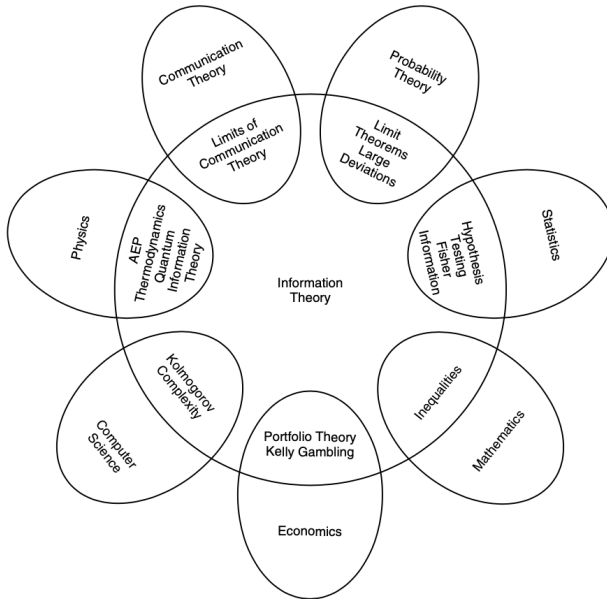 Communication
Theory
Probability
Theory
Limits of
Communication
Theory
Limit
Theorems
Large
Deviations
Physics
AEP
Thermodynamics
Quantum
Information
Theory
Hypothesis
Testing
Fisher
Information
Statistics
Information
Theory
Computer
Science
Kolmogorov
Complexity
Portfolio Theory
Kelly Gambling
Economics
Inequalities
Mathematics